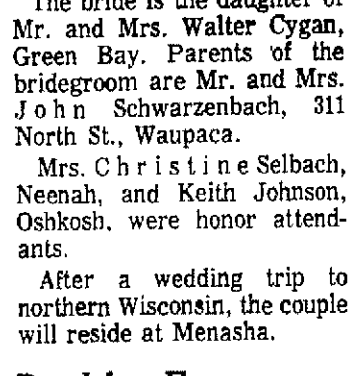 The bride is the daughter of
Mr. and Mrs. Walter Cygan,
Green Bay. Parents of the
bridegroom are Mr. and Mrs.
John Schwarzenbach, 311
North St., Waupaca.
Mrs. Christine Selbach,
Neenah, and Keith Johnson,
Oshkosh, were honor attend-
ants.
After a wedding trip to
northern Wisconsin, the couple
will reside at Menasha.